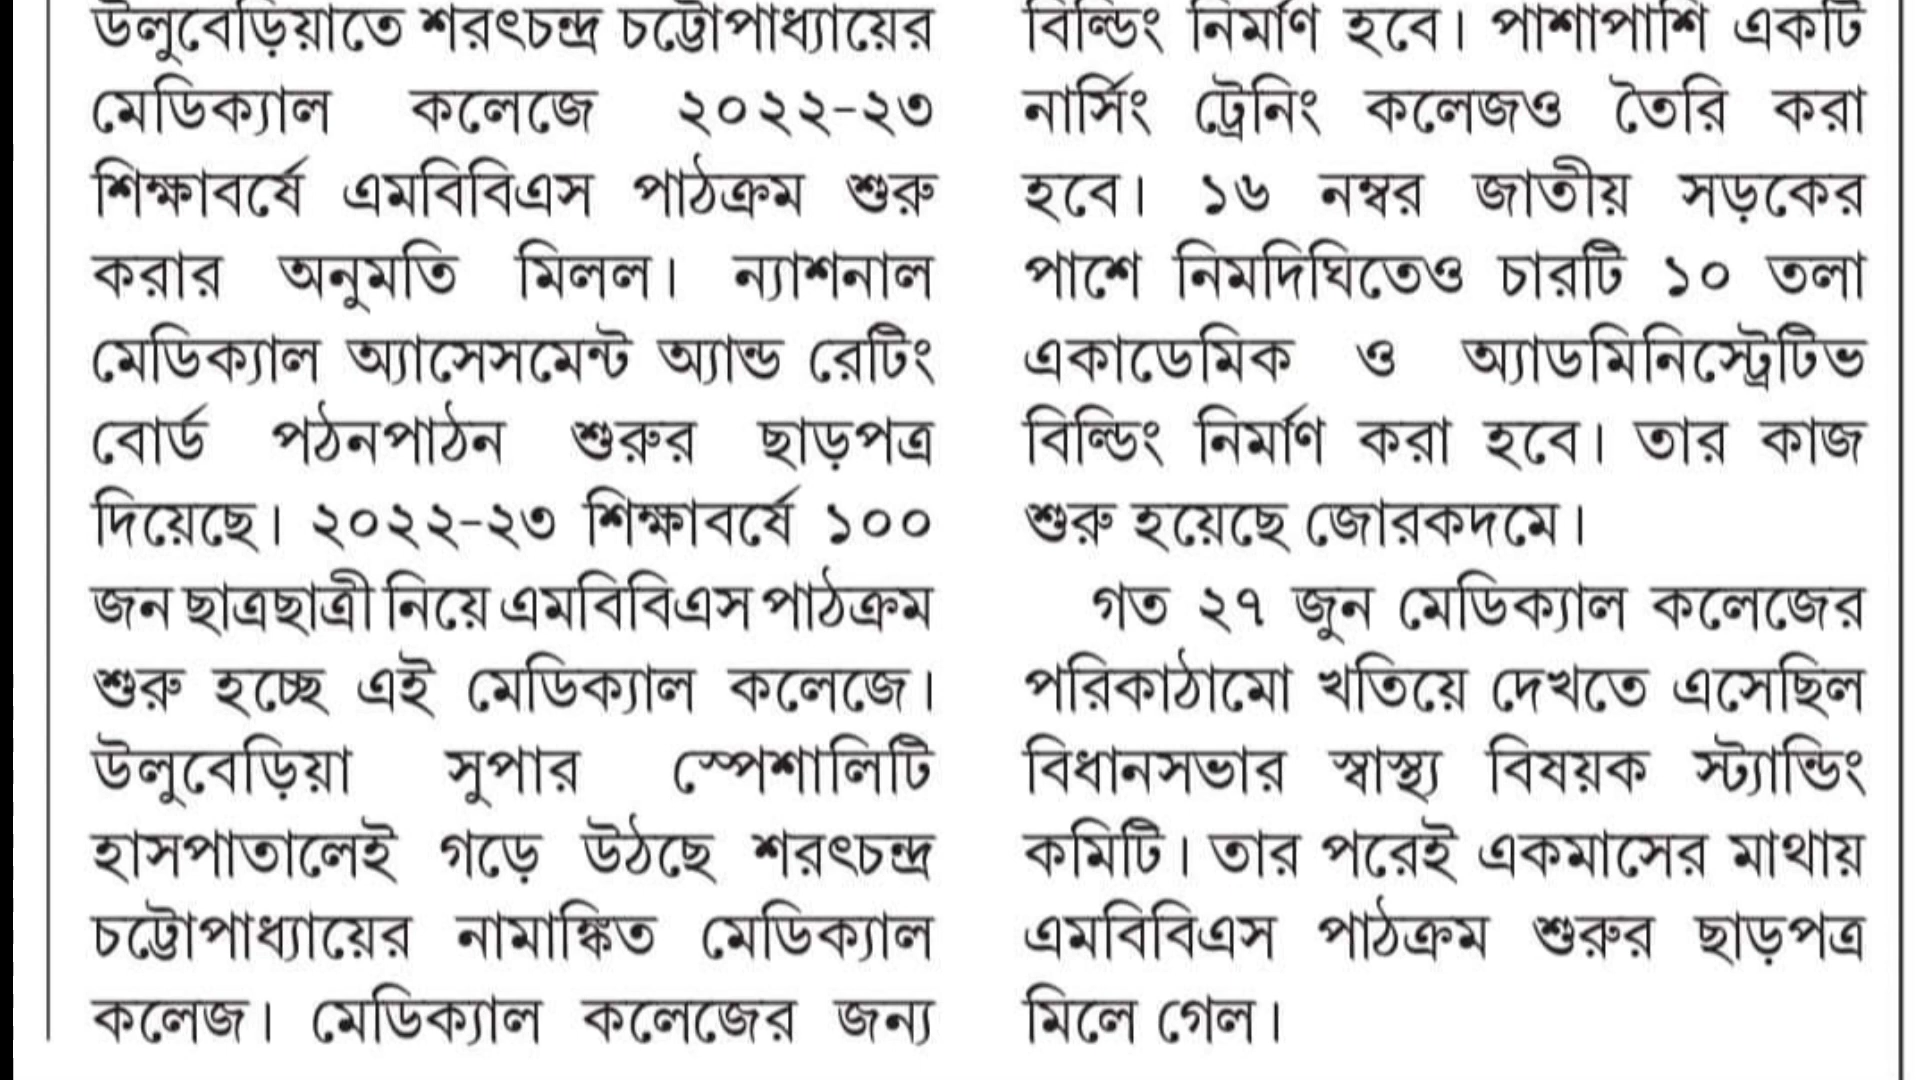 উলুবেড়িয়াতে শরৎচন্দ্র চট্টোপাধ্যায়ের
মেডিক্যাল কলেজে ২০২২-২৩
শিক্ষাবর্ষে এমবিবিএস পাঠক্রম শুরু
করার অনুমতি মিলল। ন্যাশনাল
মেডিক্যাল অ্যাসেসমেন্ট অ্যান্ড রেটিং
বোর্ড পঠনপাঠন শুরুর ছাড়পত্র
দিয়েছে। ২০২২-২৩ শিক্ষাবর্ষে ১০০
জন ছাত্রছাত্রী নিয়ে এমবিবিএস পাঠক্রম
শুরু হচ্ছে এই মেডিক্যাল কলেজে।
উলুবেড়িয়া সুপার স্পেশালিটি
হাসপাতালেই গড়ে উঠছে শরৎচন্দ্র
চট্টোপাধ্যায়ের নামাঙ্কিত মেডিক্যাল
কলেজ। মেডিক্যাল কলেজের জন্য
বিল্ডিং নির্মাণ হবে। পাশাপাশি একটি
নার্সিং ট্রেনিং কলেজও তৈরি করা
হবে। ১৬ নম্বর জাতীয় সড়কের
পাশে নিমদিঘিতেও চারটি ১০ তলা
একাডেমিক ও অ্যাডমিনিস্ট্রেটিভ
বিল্ডিং নির্মাণ করা হবে। তার কাজ
শুরু হয়েছে জোরকদমে।
গত ২৭ জুন মেডিক্যাল কলেজের
পরিকাঠামো খতিয়ে দেখতে এসেছিল
বিধানসভার স্বাস্থ্য বিষয়ক স্ট্যান্ডিং
কমিটি। তার পরেই একমাসের মাথায়
এমবিবিএস পাঠক্রম শুরুর ছাড়পত্র
মিলে গেল।